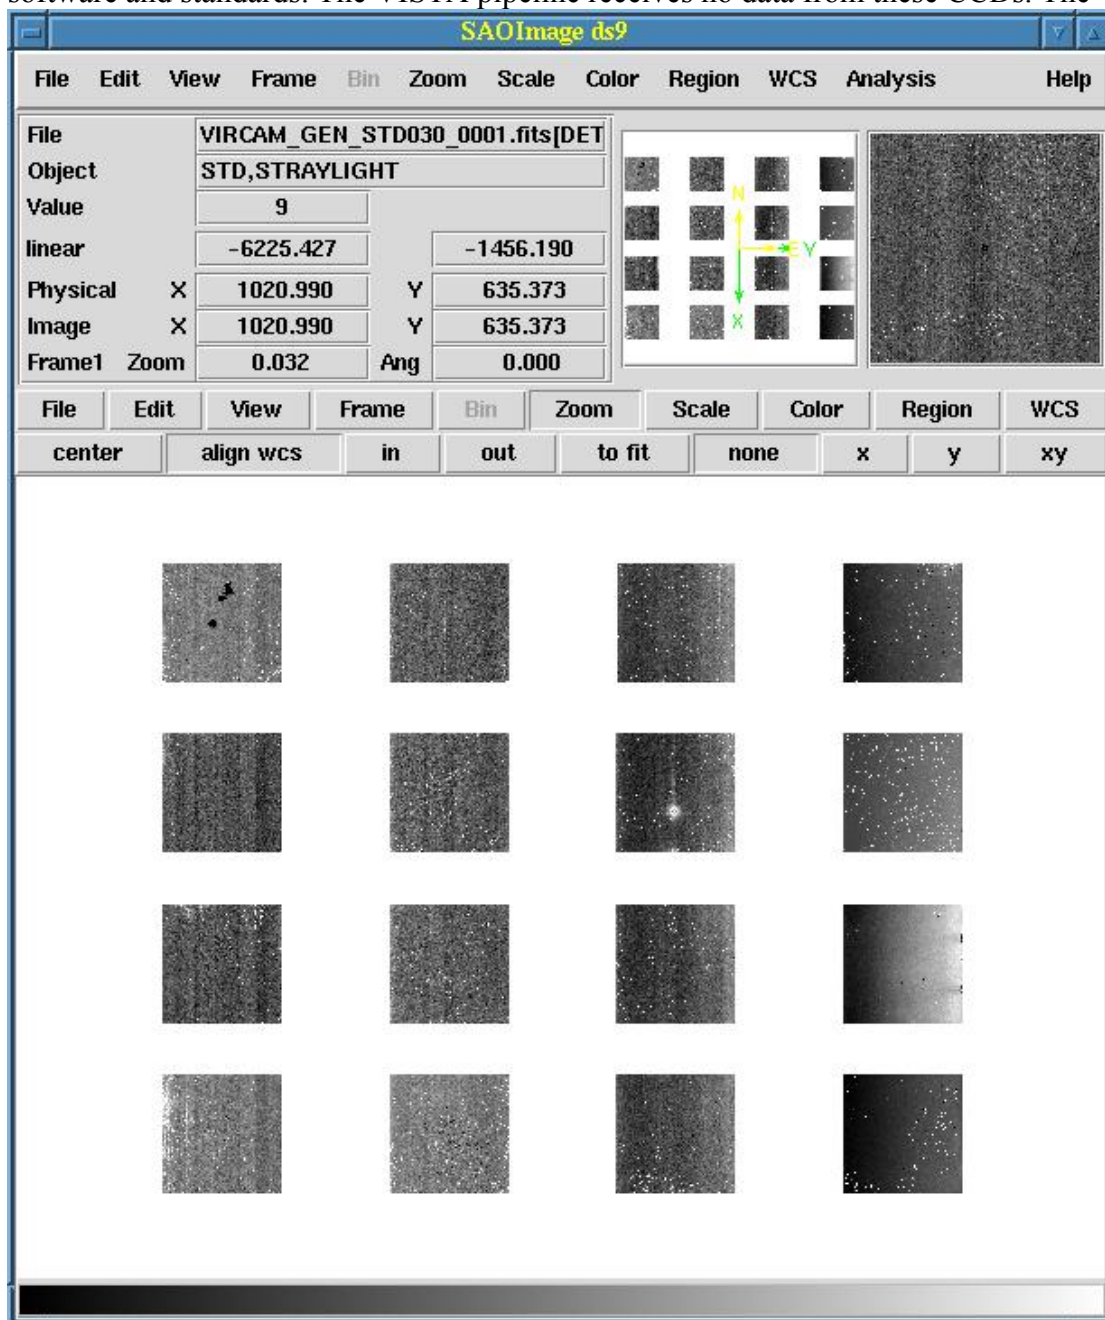 software and standards. The VISTA pipeline receives no data from these CCDs. The
SAOImage ds9
File Edit View Frame Bin Zoom Scale Color Region WCS Analysis Help
File VIRCAM_GEN_STD030_0001.fits[DET
Object STD,STRAYLIGHT
Value 9
linear -6225.427 -1456.190
Physical X 1020.990 Y 635.373
Image X 1020.990 Y 635.373
Frame1 Zoom 0.032 Ang 0.000
N
E Y
X
File Edit View Frame Bin Zoom Scale Color Region WCS
center align wcs in out to fit none x y xy